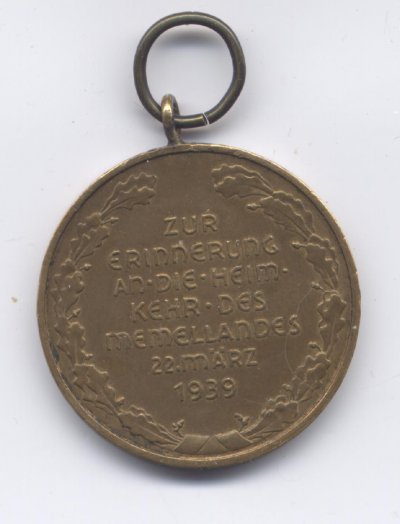 ZUR
ERINNERUNG
AN·DIE·HEIM·
KEHR·DES
MEMELLANDES
22.MÄRZ
1939